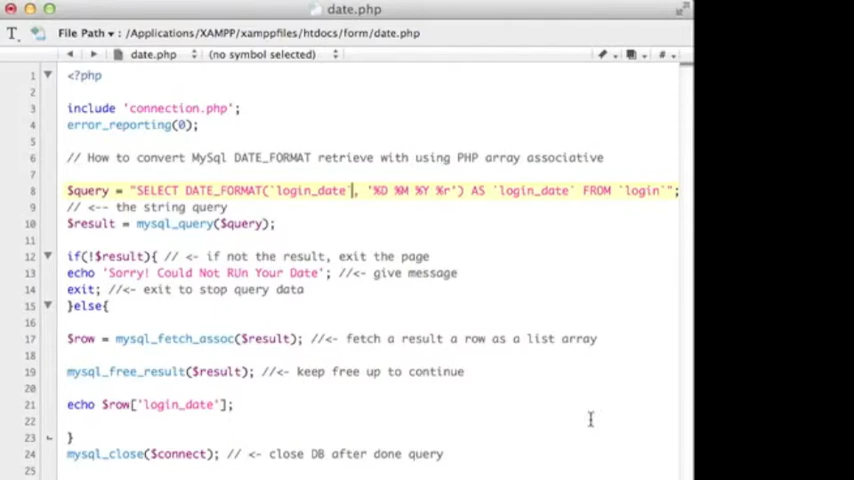 date.php
File Path ▾ : /Applications/XAMPP/xamppfiles/htdocs/form/date.php
date.php (no symbol selected)
1 <?php
2
3 include 'connection.php';
4 error_reporting(0);
5
6 // How to convert MySql DATE_FORMAT retrieve with using PHP array associative
7
8 $query = "SELECT DATE_FORMAT(`login_date`, '%D %M %Y %r') AS `login_date` FROM `login`";
9 // <-- the string query
10 $result = mysql_query($query);
11
12 if(!$result){ // <- if not the result, exit the page
13 echo 'Sorry! Could Not RUn Your Date'; //<- give message
14 exit; //<- exit to stop query data
15 }else{
16
17 $row = mysql_fetch_assoc($result); //<- fetch a result a row as a list array
18
19 mysql_free_result($result); //<- keep free up to continue
20
21 echo $row['login_date'];
22
23 }
24 mysql_close($connect); // <- close DB after done query
25